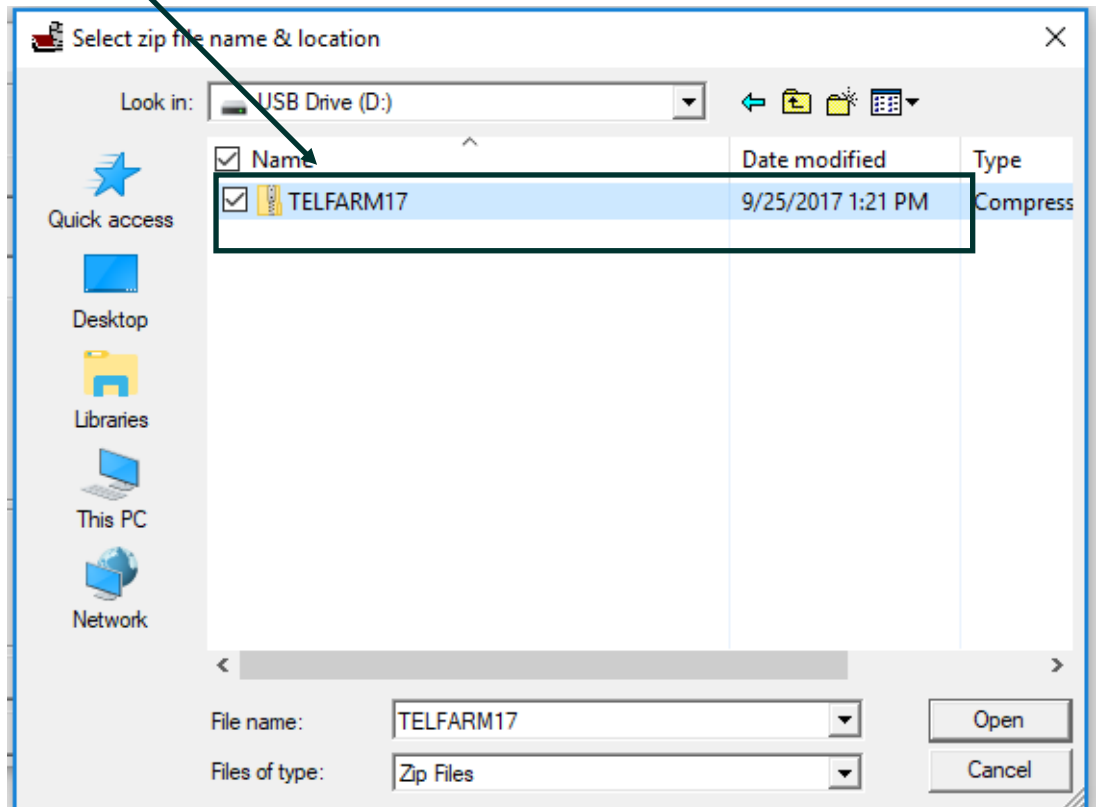 Select zip file name & location
Look in: USB Drive (D:)
Name Date modified Type
TELFARM17 9/25/2017 1:21 PM Compress
Quick access
Desktop
Libraries
This PC
Network
File name: TELFARM17 Open
Files of type: Zip Files Cancel